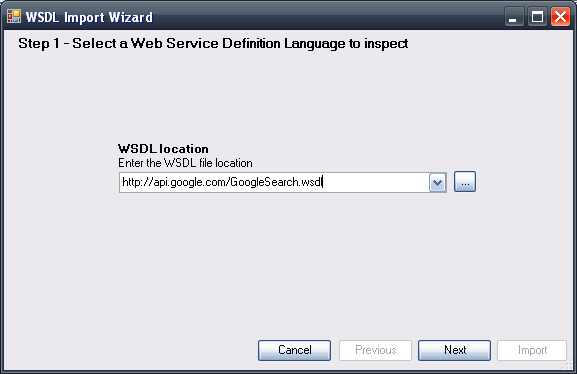 WSDL Import Wizard
Step 1 - Select a Web Service Definition Language to inspect
WSDL location
Enter the WSDL file location
http://api.google.com/GoogleSearch.wsdl
...
Cancel Previous Next Import